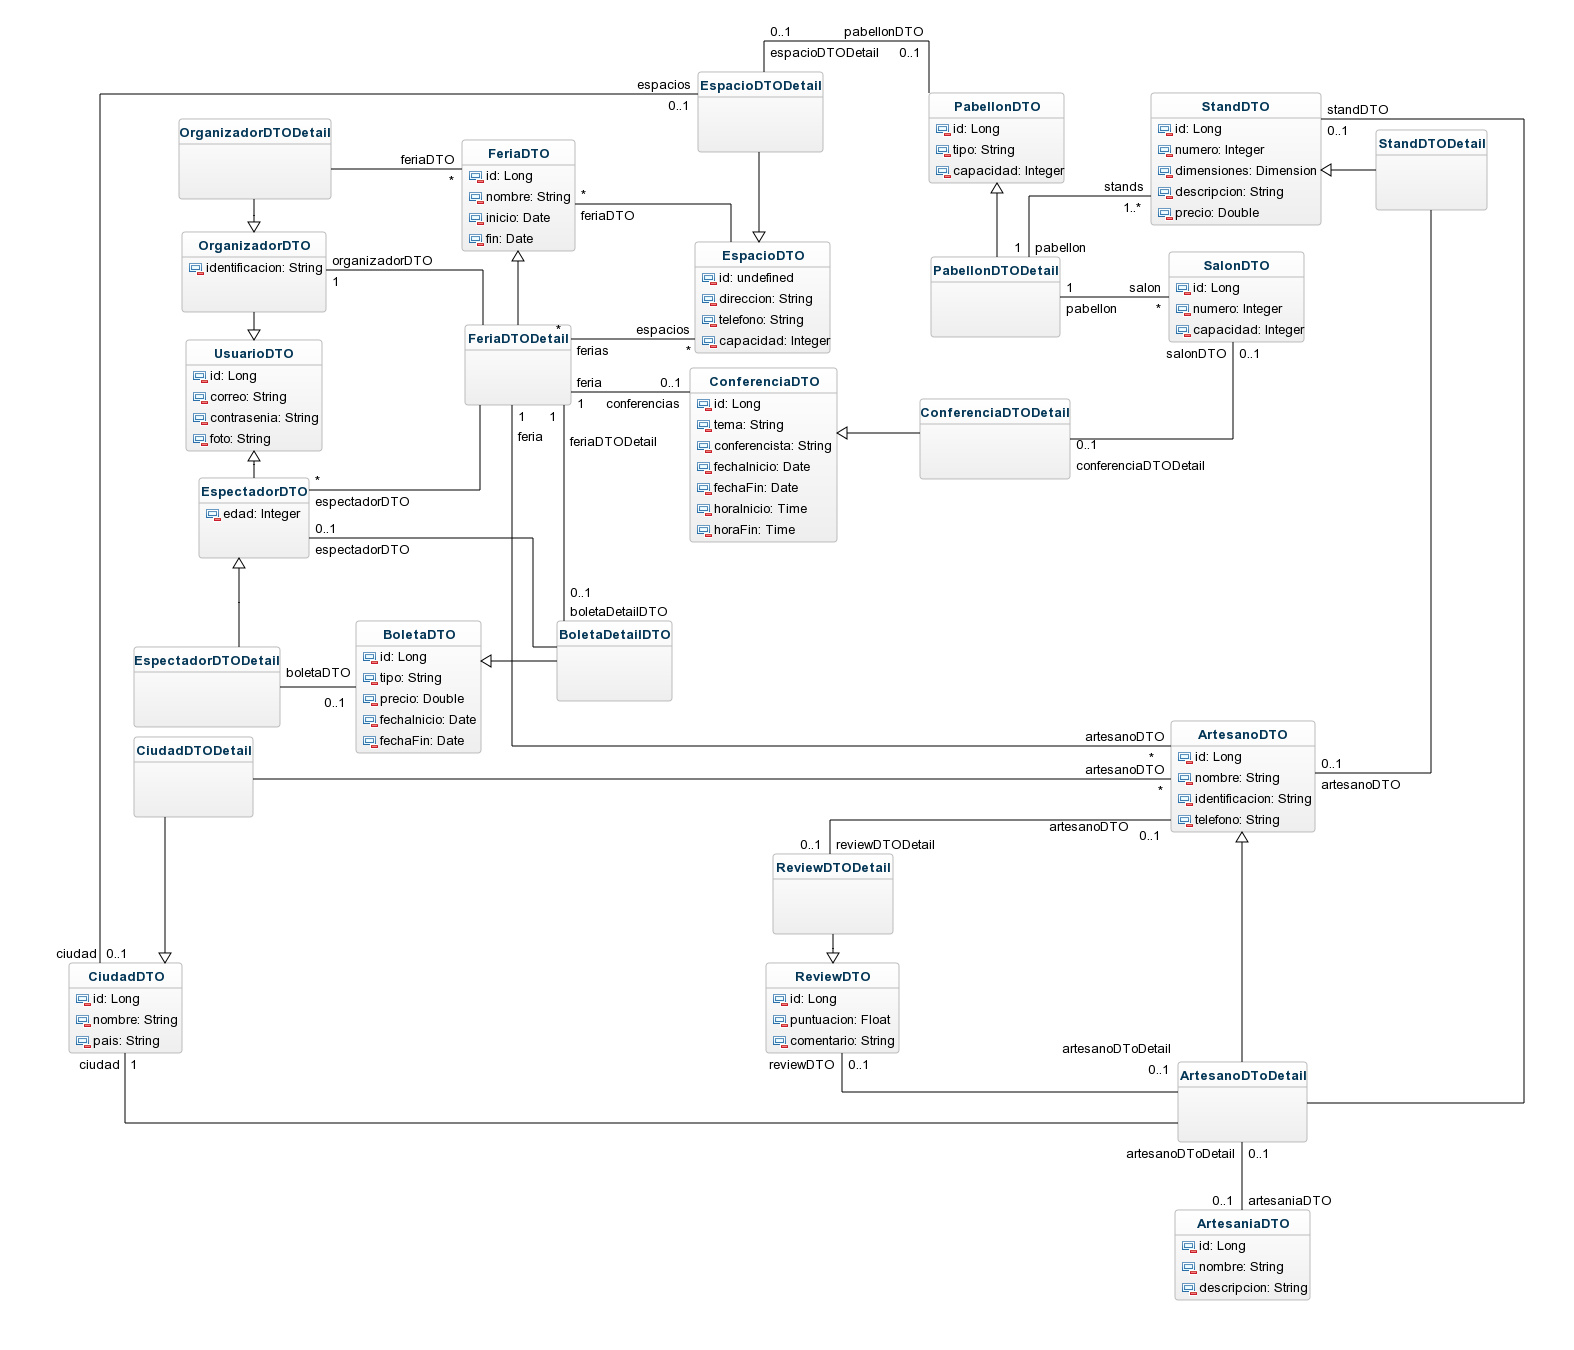 0..1
pabellonDTO
espacioDTODetail
0..1
espacios
0..1
EspacioDTODetail
PabellonDTO
id: Long
tipo: String
capacidad: Integer
StandDTO
id: Long
numero: Integer
dimensiones: Dimension
descripcion: String
precio: Double
standDTO
0..1
StandDTODetail
OrganizadorDTODetail
feriaDTO
*
FeriaDTO
id: Long
nombre: String
inicio: Date
fin: Date
*
feriaDTO
stands
1..*
1
pabellon
OrganizadorDTO
identificacion: String
organizadorDTO
1
EspacioDTO
id: undefined
direccion: String
telefono: String
capacidad: Integer
PabellonDTODetail
1
pabellon
salon
*
SalonDTO
id: Long
numero: Integer
capacidad: Integer
salonDTO
0..1
UsuarioDTO
id: Long
correo: String
contrasenia: String
foto: String
FeriaDTODetail
*
ferias
espacios
*
feria
1
0..1
conferencias
1
feria
1
feriaDTODetail
ConferenciaDTO
id: Long
tema: String
conferencista: String
fechaInicio: Date
fechaFin: Date
horaInicio: Time
horaFin: Time
ConferenciaDTODetail
0..1
conferenciaDTODetail
EspectadorDTO
edad: Integer
*
espectadorDTO
0..1
espectadorDTO
0..1
boletaDetailDTO
EspectadorDTODetail
boletaDTO
0..1
BoletaDTO
id: Long
tipo: String
precio: Double
fechaInicio: Date
fechaFin: Date
BoletaDetailDTO
CiudadDTODetail
artesanoDTO
*
artesanoDTO
*
ArtesanoDTO
id: Long
nombre: String
identificacion: String
telefono: String
0..1
artesanoDTO
artesanoDTO
0..1
0..1
reviewDTODetail
ReviewDTODetail
ciudad
0..1
CiudadDTO
id: Long
nombre: String
pais: String
ciudad
1
ReviewDTO
id: Long
puntuacion: Float
comentario: String
reviewDTO
0..1
artesanoDToDetail
0..1
ArtesanoDToDetail
artesanoDToDetail
0..1
0..1
artesaniaDTO
ArtesaniaDTO
id: Long
nombre: String
descripcion: String